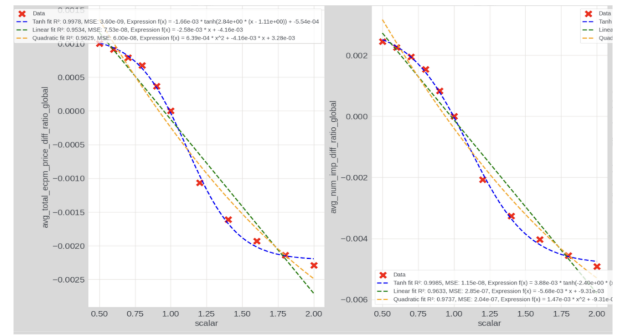 Data
Tanh fit R²: 0.9978, MSE: 3.60e-09, Expression f(x) = -1.66e-03 * tanh(2.84e+00 * (x - 1.11e+00)) + -5.54e-04
Linear fit R²: 0.9534, MSE: 7.53e-08, Expression f(x) = -2.58e-03 * x + -4.16e-03
Quadratic fit R²: 0.9629, MSE: 6.00e-08, Expression f(x) = 6.39e-04 * x^2 + -4.16e-03 * x + 3.28e-03
0.0010
0.0005
0.0000
−0.0005
−0.0010
−0.0015
−0.0020
−0.0025
avg_total_ecpm_price_diff_ratio_global
0.50 0.75 1.00 1.25 1.50 1.75 2.00
scalar
Data
Tanh
Linea
Quad
0.002
0.000
−0.002
−0.004
−0.006
avg_num_imp_diff_ratio_global
Data
Tanh fit R²: 0.9985, MSE: 1.15e-08, Expression f(x) = 3.88e-03 * tanh(-2.40e+00 * (x
Linear fit R²: 0.9633, MSE: 2.85e-07, Expression f(x) = -5.68e-03 * x + -9.31e-03
Quadratic fit R²: 0.9737, MSE: 2.04e-07, Expression f(x) = 1.47e-03 * x^2 + -9.31e-0
0.50 0.75 1.00 1.25 1.50 1.75 2.00
scalar